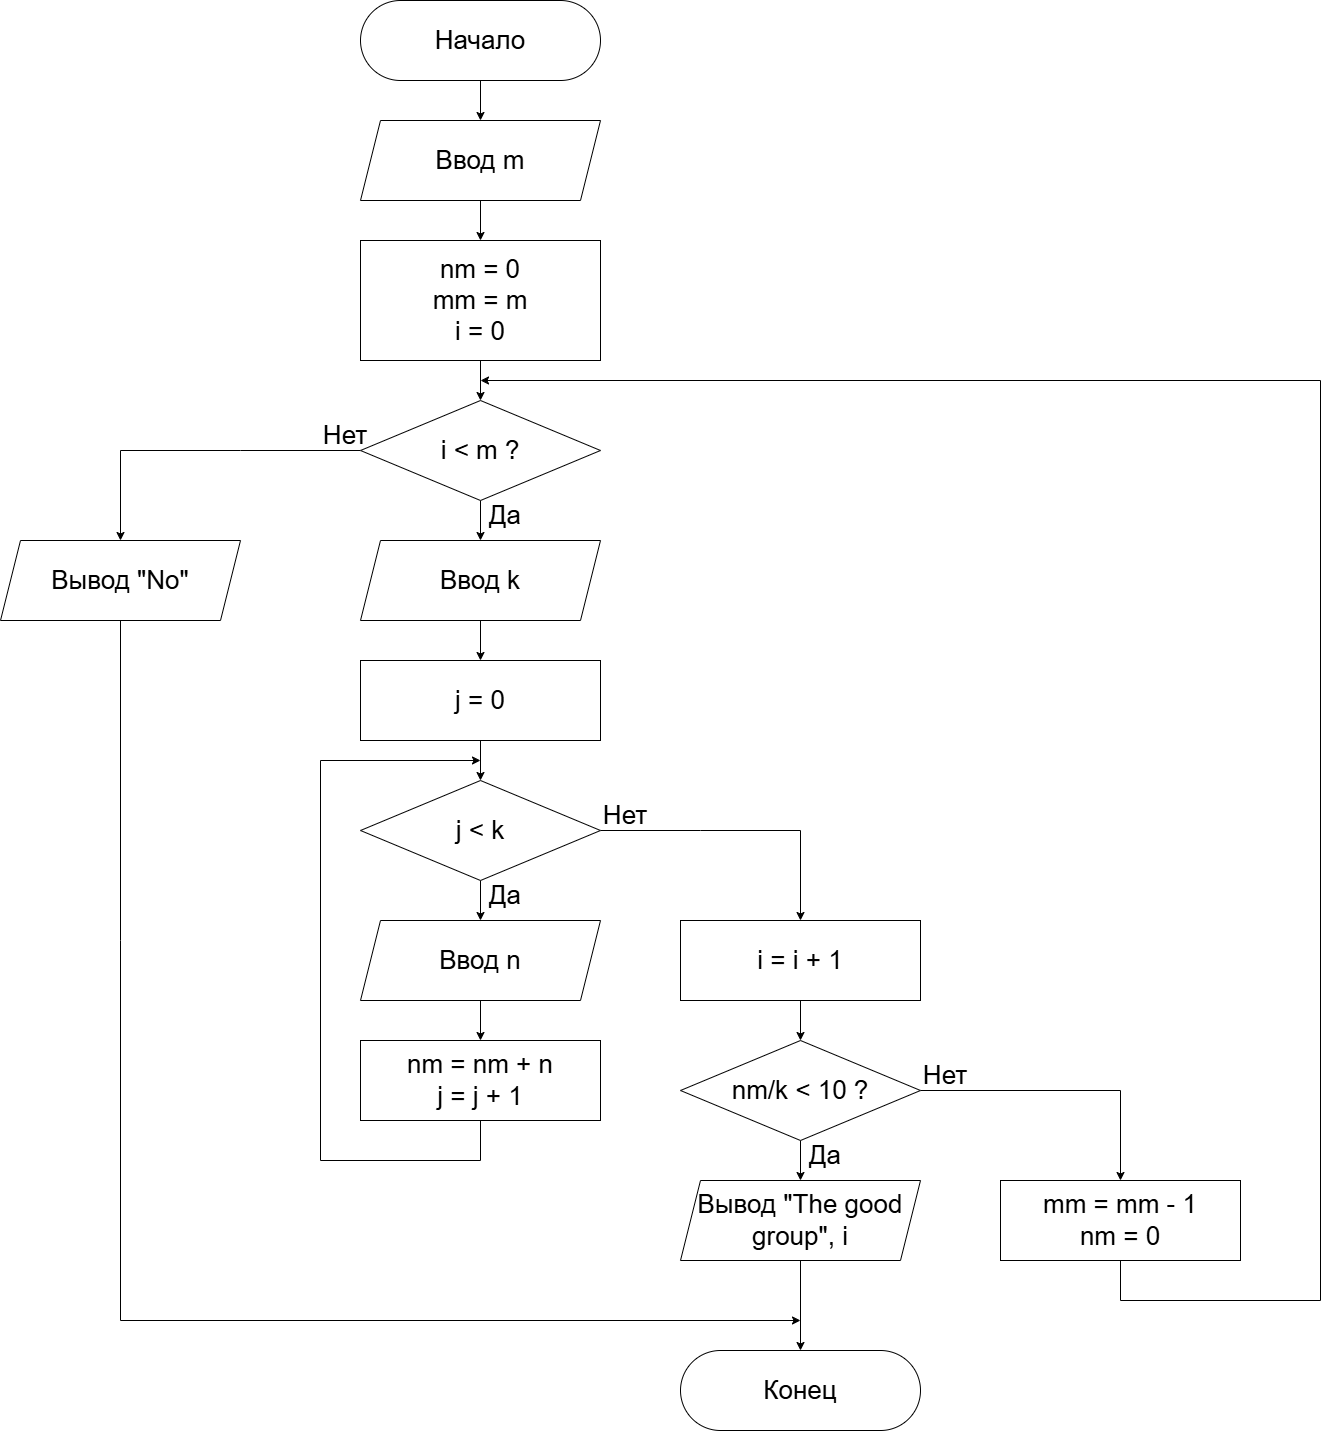 Начало
Ввод m
nm = 0
mm = m
i = 0
i < m ?
Нет
Да
Вывод "No"
Ввод k
j = 0
j < k
Нет
Да
Ввод n
i = i + 1
nm = nm + n
j = j + 1
nm/k < 10 ?
Нет
Да
Вывод "The good
group", i
mm = mm - 1
nm = 0
Конец